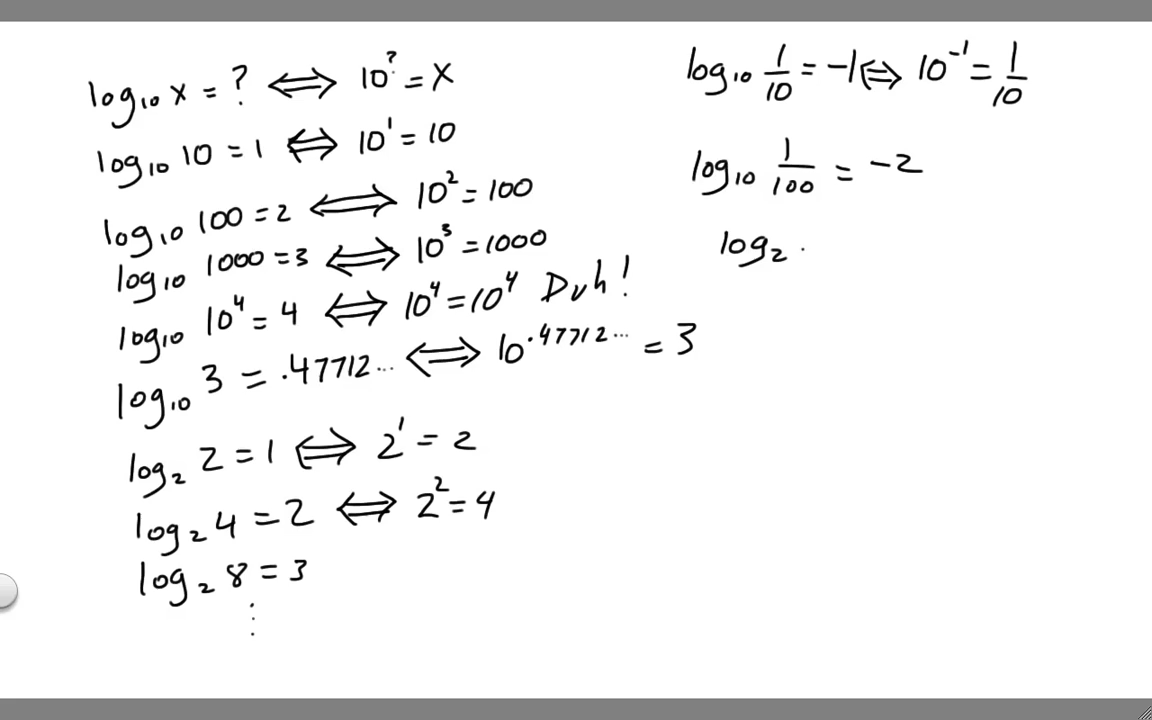 log₁₀ x = ? ⟺ 10^? = x
log₁₀ 10 = 1 ⟺ 10¹ = 10
log₁₀ 100 = 2 ⟺ 10² = 100
log₁₀ 1000 = 3 ⟺ 10³ = 1000
log₁₀ 10⁴ = 4 ⟺ 10⁴ = 10⁴ Duh!
log₁₀ 3 = .47712... ⟺ 10^.47712... = 3
log₂ 2 = 1 ⟺ 2¹ = 2
log₂ 4 = 2 ⟺ 2² = 4
log₂ 8 = 3
⋮
log₁₀ 1/10 = -1 ⟺ 10⁻¹ = 1/10
log₁₀ 1/100 = -2
log₂ .